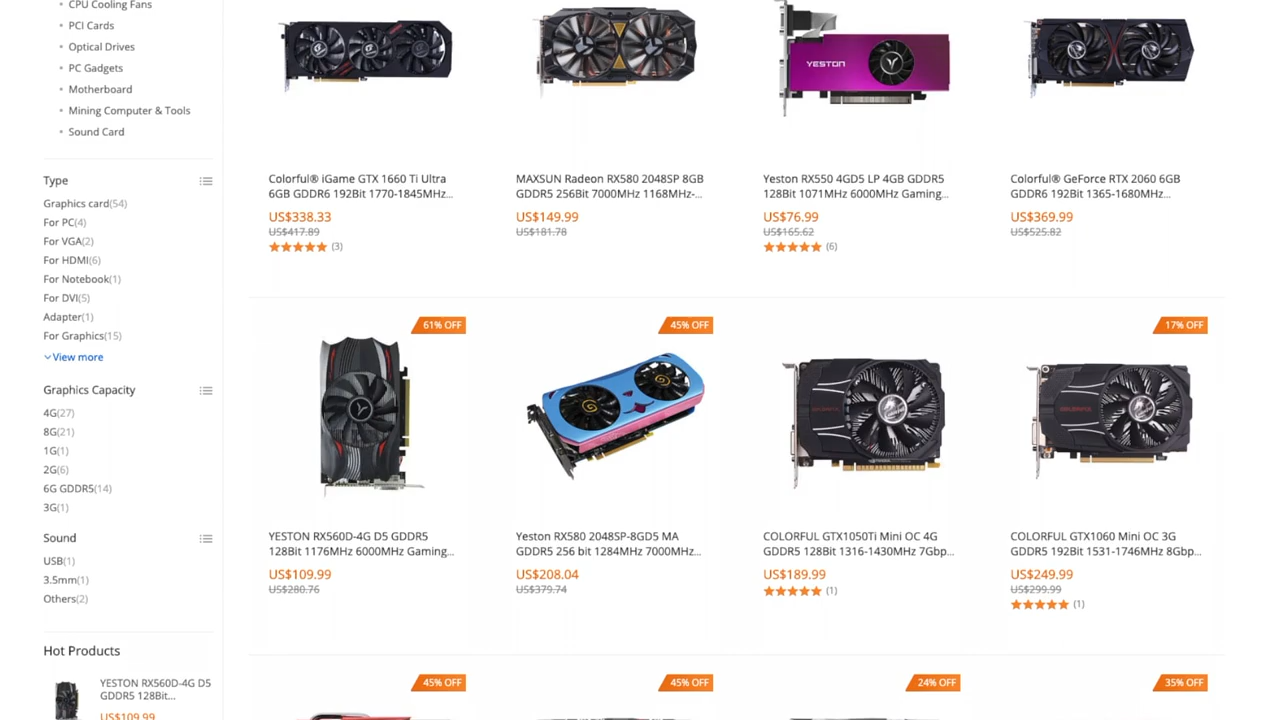 CPU Cooling Fans
PCI Cards
Optical Drives
PC Gadgets
Motherboard
Mining Computer & Tools
Sound Card
Type
Graphics card(54)
For PC(4)
For VGA(2)
For HDMI(6)
For Notebook(1)
For DVI(5)
Adapter(1)
For Graphics(15)
View more
Graphics Capacity
4G(27)
8G(21)
1G(1)
2G(6)
6G GDDR5(14)
3G(1)
Sound
USB(1)
3.5mm(1)
Others(2)
Hot Products
YESTON RX560D-4G D5
GDDR5 128Bit...
US$109.99
YESTON
Colorful® iGame GTX 1660 Ti Ultra
6GB GDDR6 192Bit 1770-1845MHz...
US$338.33
US$417.89
(3)
MAXSUN Radeon RX580 2048SP 8GB
GDDR5 256Bit 7000MHz 1168MHz-...
US$149.99
US$181.78
Yeston RX550 4GD5 LP 4GB GDDR5
128Bit 1071MHz 6000MHz Gaming...
US$76.99
US$165.62
(6)
Colorful® GeForce RTX 2060 6GB
GDDR6 192Bit 1365-1680MHz...
US$369.99
US$525.82
61% OFF
45% OFF
17% OFF
YESTON RX560D-4G D5 GDDR5
128Bit 1176MHz 6000MHz Gaming...
US$109.99
US$280.76
Yeston RX580 2048SP-8GD5 MA
GDDR5 256 bit 1284MHz 7000MHz...
US$208.04
US$379.74
COLORFUL GTX1050Ti Mini OC 4G
GDDR5 128Bit 1316-1430MHz 7Gbp...
US$189.99
(1)
COLORFUL GTX1060 Mini OC 3G
GDDR5 192Bit 1531-1746MHz 8Gbp...
US$249.99
US$299.99
(1)
45% OFF
45% OFF
24% OFF
35% OFF